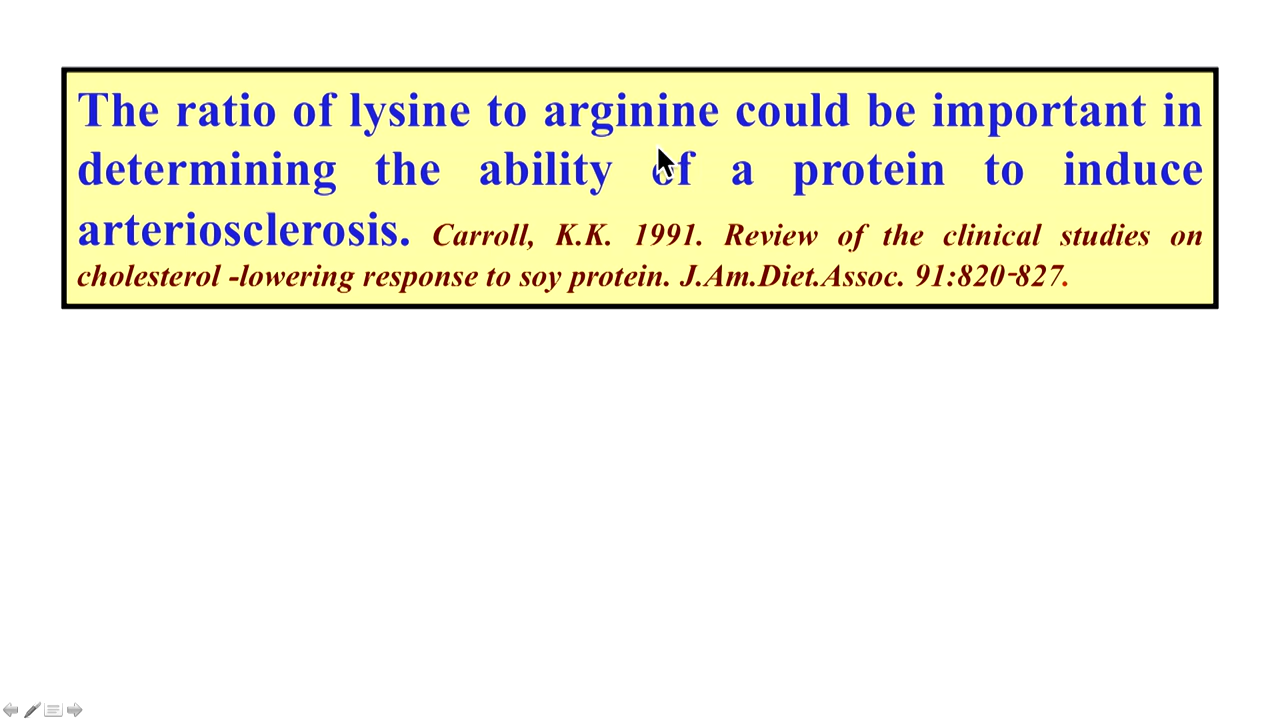 The ratio of lysine to arginine could be important in
determining the ability of a protein to induce
arteriosclerosis. Carroll, K.K. 1991. Review of the clinical studies on
cholesterol -lowering response to soy protein. J.Am.Diet.Assoc. 91:820-827.